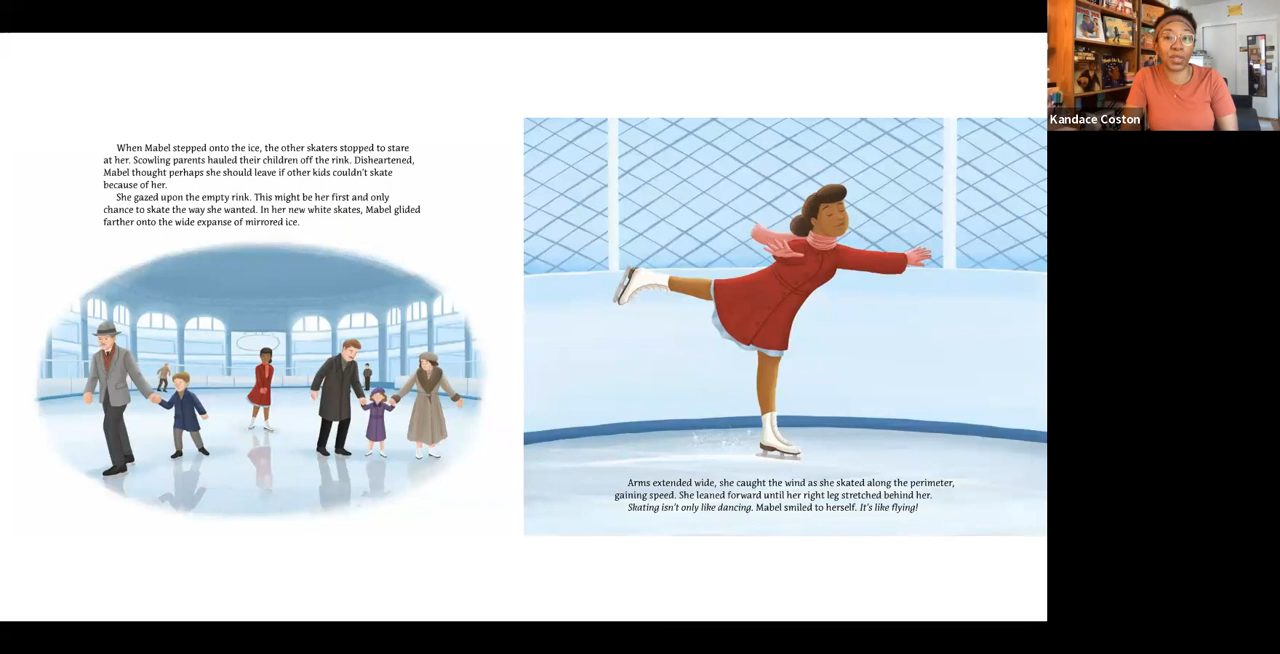 When Mabel stepped onto the ice, the other skaters stopped to stare
at her. Scowling parents hauled their children off the rink. Disheartened,
Mabel thought perhaps she should leave if other kids couldn't skate
because of her.
She gazed upon the empty rink. This might be her first and only
chance to skate the way she wanted. In her new white skates, Mabel glided
farther onto the wide expanse of mirrored ice.
Arms extended wide, she caught the wind as she skated along the perimeter,
gaining speed. She leaned forward until her right leg stretched behind her.
Skating isn't only like dancing. Mabel smiled to herself. It's like flying!
Kandace Coston